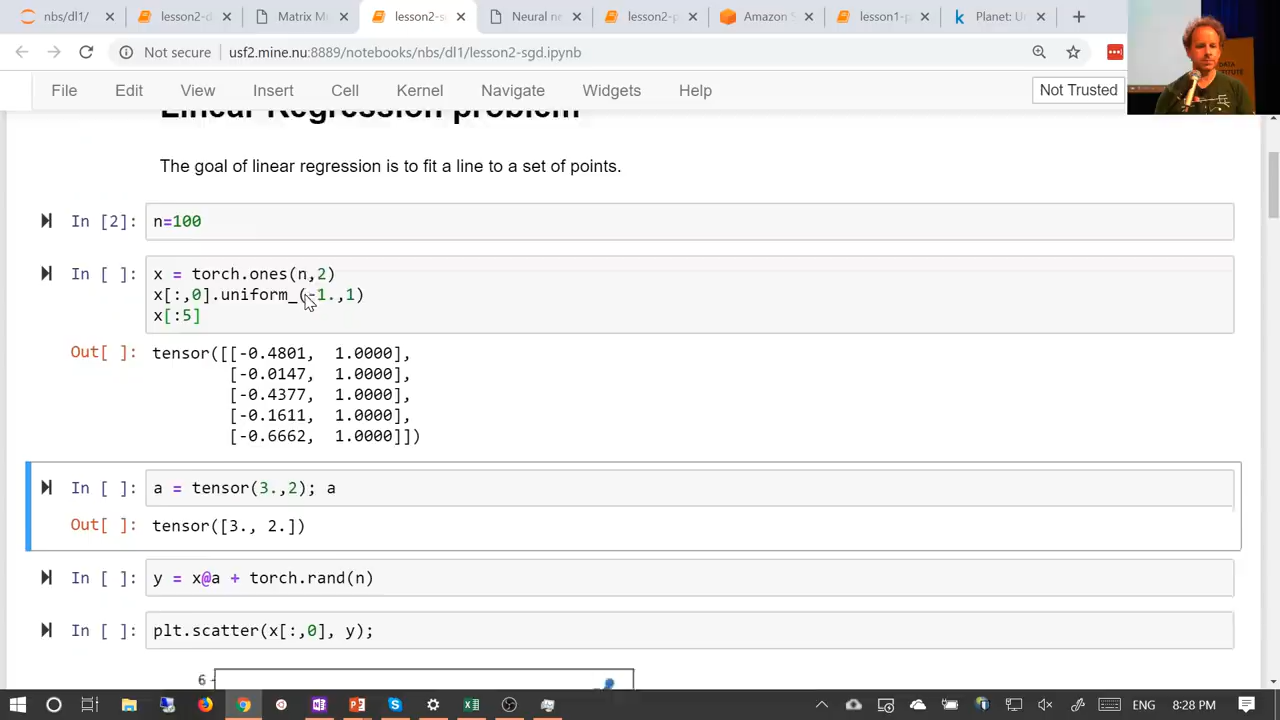 nbs/dl1/
lesson2-d
Matrix M
lesson2-s
Neural ne
lesson2-p
Amazon S
lesson1-p
Planet: U
Not secure
usf2.mine.nu:8889/notebooks/nbs/dl1/lesson2-sgd.ipynb
File Edit View Insert Cell Kernel Navigate Widgets Help
Not Trusted
DATA
Linear Regression problem
The goal of linear regression is to fit a line to a set of points.
In [2]: n=100
In [ ]: x = torch.ones(n,2)
x[:,0].uniform_(-1.,1)
x[:5]
Out[ ]: tensor([[-0.4801, 1.0000],
[-0.0147, 1.0000],
[-0.4377, 1.0000],
[-0.1611, 1.0000],
[-0.6662, 1.0000]])
In [ ]: a = tensor(3.,2); a
Out[ ]: tensor([3., 2.])
In [ ]: y = x@a + torch.rand(n)
In [ ]: plt.scatter(x[:,0], y);
6
ENG 8:28 PM